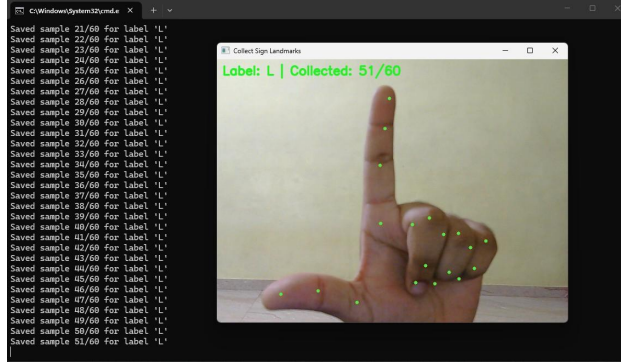 C:\Windows\System32\cmd.e
Saved sample 21/60 for label 'L'
Saved sample 22/60 for label 'L'
Saved sample 23/60 for label 'L'
Saved sample 24/60 for label 'L'
Saved sample 25/60 for label 'L'
Saved sample 26/60 for label 'L'
Saved sample 27/60 for label 'L'
Saved sample 28/60 for label 'L'
Saved sample 29/60 for label 'L'
Saved sample 30/60 for label 'L'
Saved sample 31/60 for label 'L'
Saved sample 32/60 for label 'L'
Saved sample 33/60 for label 'L'
Saved sample 34/60 for label 'L'
Saved sample 35/60 for label 'L'
Saved sample 36/60 for label 'L'
Saved sample 37/60 for label 'L'
Saved sample 38/60 for label 'L'
Saved sample 39/60 for label 'L'
Saved sample 40/60 for label 'L'
Saved sample 41/60 for label 'L'
Saved sample 42/60 for label 'L'
Saved sample 43/60 for label 'L'
Saved sample 44/60 for label 'L'
Saved sample 45/60 for label 'L'
Saved sample 46/60 for label 'L'
Saved sample 47/60 for label 'L'
Saved sample 48/60 for label 'L'
Saved sample 49/60 for label 'L'
Saved sample 50/60 for label 'L'
Saved sample 51/60 for label 'L'
Collect Sign Landmarks
Label: L | Collected: 51/60